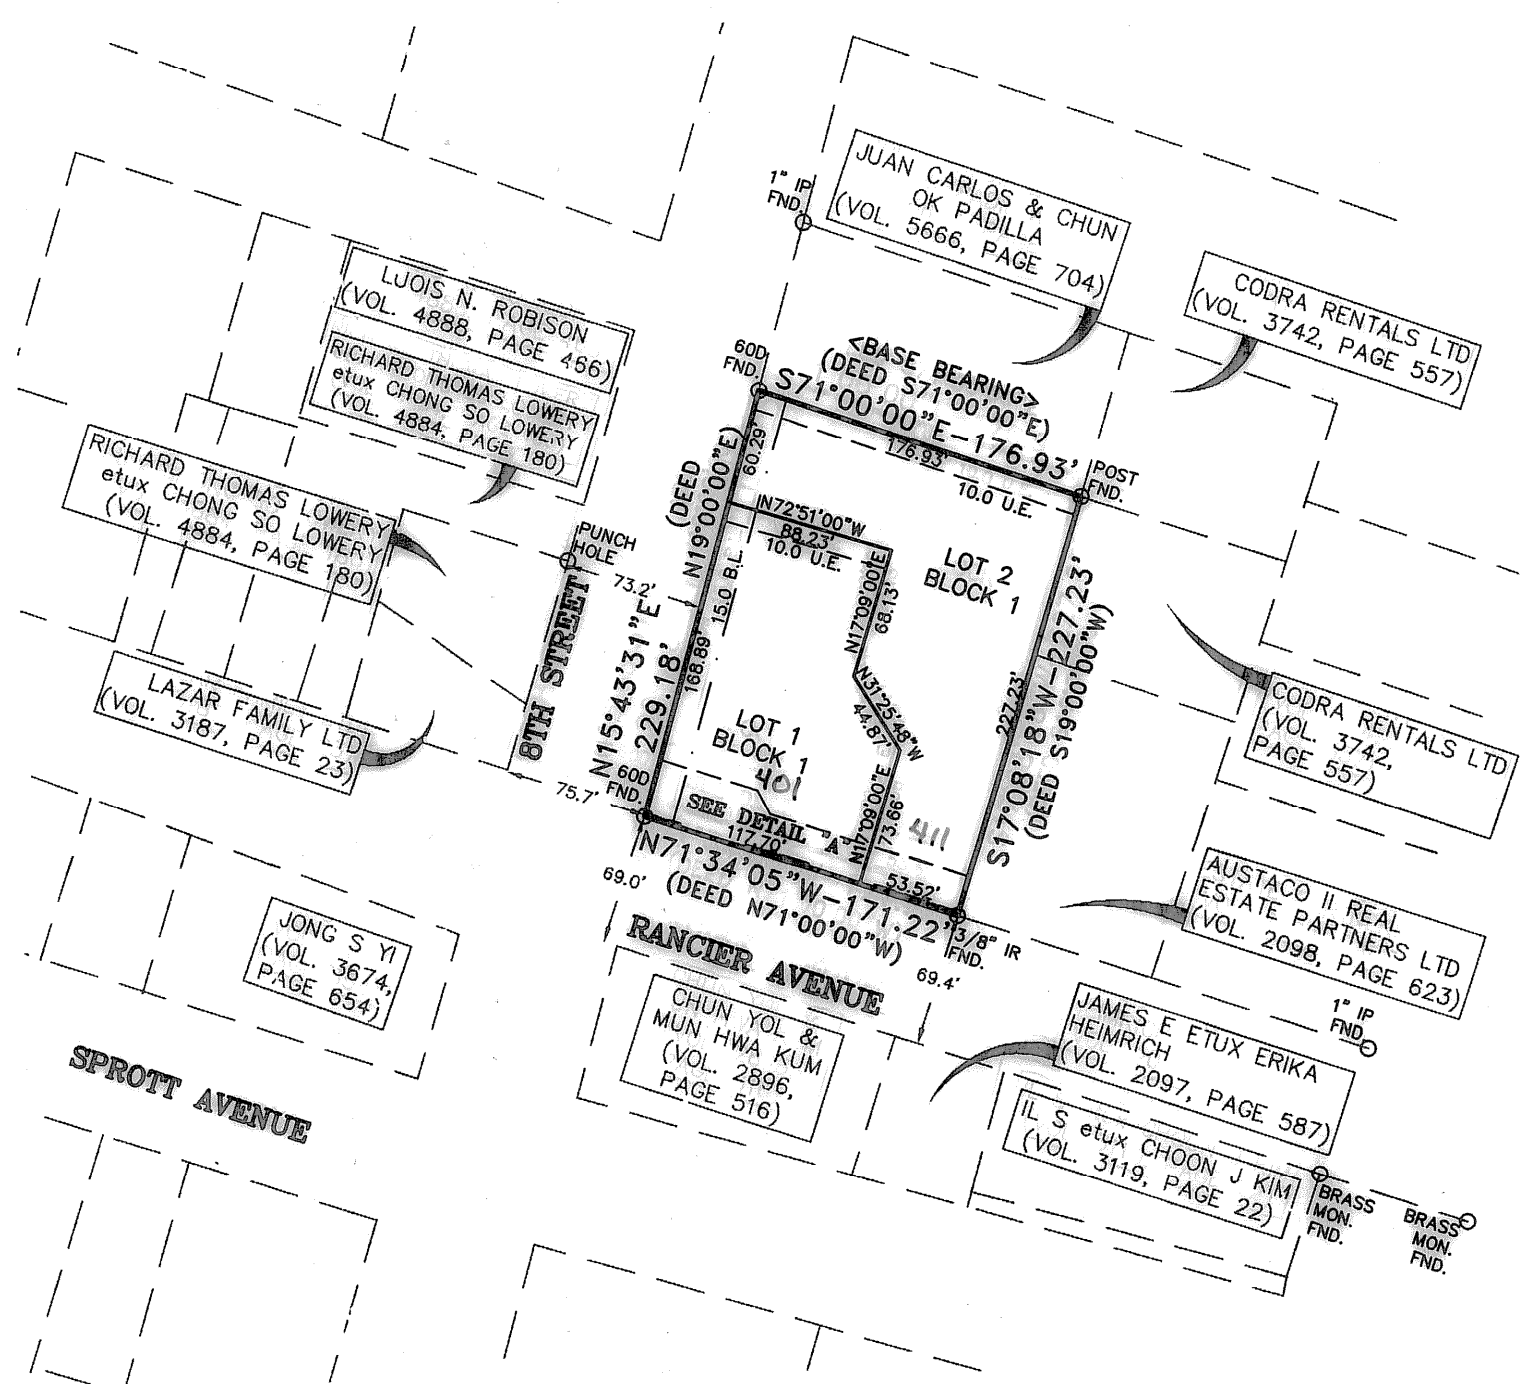 1" IP
FND.
JUAN CARLOS & CHUN
OK PADILLA
(VOL. 5666, PAGE 704)
CODRA RENTALS LTD
(VOL. 3742, PAGE 557)
LUOIS N. ROBISON
(VOL. 4888, PAGE 466)
RICHARD THOMAS LOWERY
etux CHONG SO LOWERY
(VOL. 4884, PAGE 180)
RICHARD THOMAS LOWERY
etux CHONG SO LOWERY
(VOL. 4884, PAGE 180)
60D
FND.
<BASE BEARING>
(DEED S71°00'00"E)
S71°00'00"E-176.93'
176.93'
10.0 U.E.
POST
FND.
(DEED
N19°00'00"E)
60.29'
N72°51'00"W
88.23'
10.0 U.E.
15.0 B.L.
LOT 2
BLOCK 1
N17°09'00"E
68.13'
N31°25'48"W
44.87'
N17°09'00"E
73.66'
PUNCH
HOLE
73.2'
8TH STREET
N15°43'31"E
229.18'
168.89'
LOT 1
BLOCK 1
401
SEE DETAIL "A"
117.70'
411
53.52'
227.23'
S17°08'18"W-227.23'
(DEED S19°00'00"W)
LAZAR FAMILY LTD
(VOL. 3187, PAGE 23)
75.7'
60D
FND.
N71°34'05"W-171.22'
(DEED N71°00'00"W)
3/8" IR
FND.
69.0'
69.4'
RANCIER AVENUE
CODRA RENTALS LTD
(VOL. 3742,
PAGE 557)
AUSTACO II REAL
ESTATE PARTNERS LTD
(VOL. 2098, PAGE 623)
JONG S YI
(VOL. 3674,
PAGE 654)
CHUN YOL &
MUN HWA KUM
(VOL. 2896,
PAGE 516)
1" IP
FND.
JAMES E ETUX ERIKA
HEIMRICH
(VOL. 2097, PAGE 587)
IL S etux CHOON J KIM
(VOL. 3119, PAGE 22)
SPROTT AVENUE
BRASS
MON.
FND.
BRASS
MON.
FND.